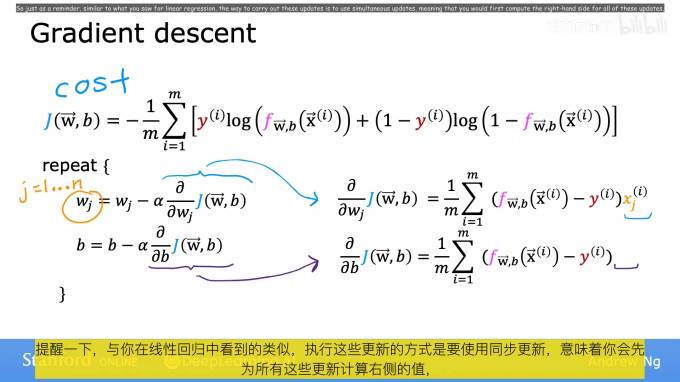 So just as a reminder, similar to what you saw for linear regression, the way to carry out these updates is to use simultaneous updates, meaning that you would first compute the right-hand side for all of these updates,
Gradient descent
bilibili
cost
J(w⃗, b) = −1/m ∑_{i=1}^{m} [y^{(i)} log (f_{w⃗,b}(x⃗^{(i)})) + (1 − y^{(i)}) log (1 − f_{w⃗,b}(x⃗^{(i)}))]
repeat {
j=1...n
w_j = w_j − α ∂/∂w_j J(w⃗, b)
∂/∂w_j J(w⃗, b) = 1/m ∑_{i=1}^{m} (f_{w⃗,b}(x⃗^{(i)}) − y^{(i)}) x_j^{(i)}
b = b − α ∂/∂b J(w⃗, b)
∂/∂b J(w⃗, b) = 1/m ∑_{i=1}^{m} (f_{w⃗,b}(x⃗^{(i)}) − y^{(i)})
}
Stanford ONLINE DeepLearning Andrew Ng
提醒一下，与你在线性回归中看到的类似，执行这些更新的方式是要使用同步更新，意味着你会先
为所有这些更新计算右侧的值，